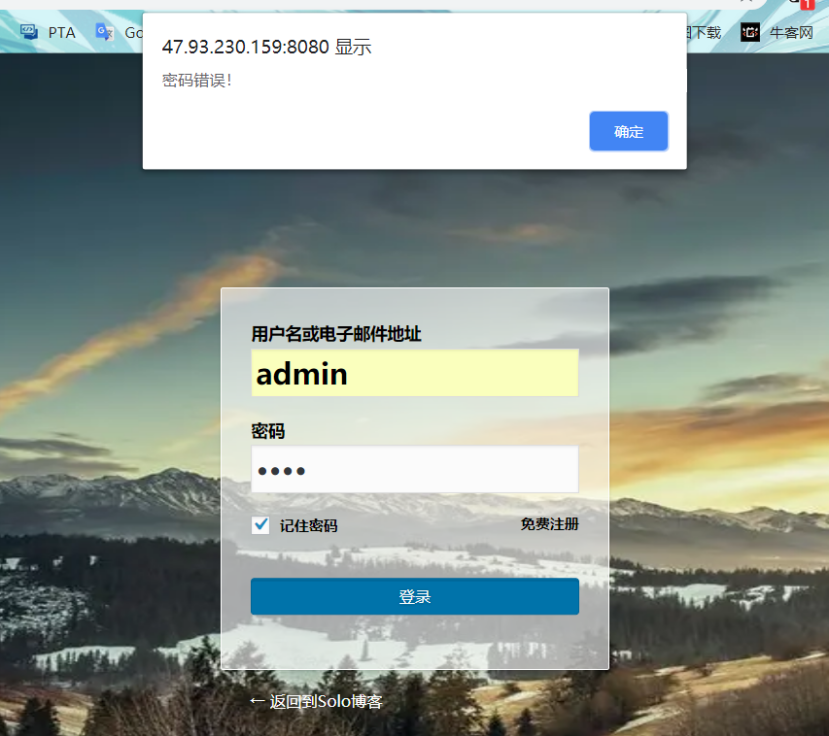 1
PTA
47.93.230.159:8080 显示
密码错误!
确定
下载
牛客网
用户名或电子邮件地址
admin
密码
记住密码
免费注册
登录
← 返回到Solo博客